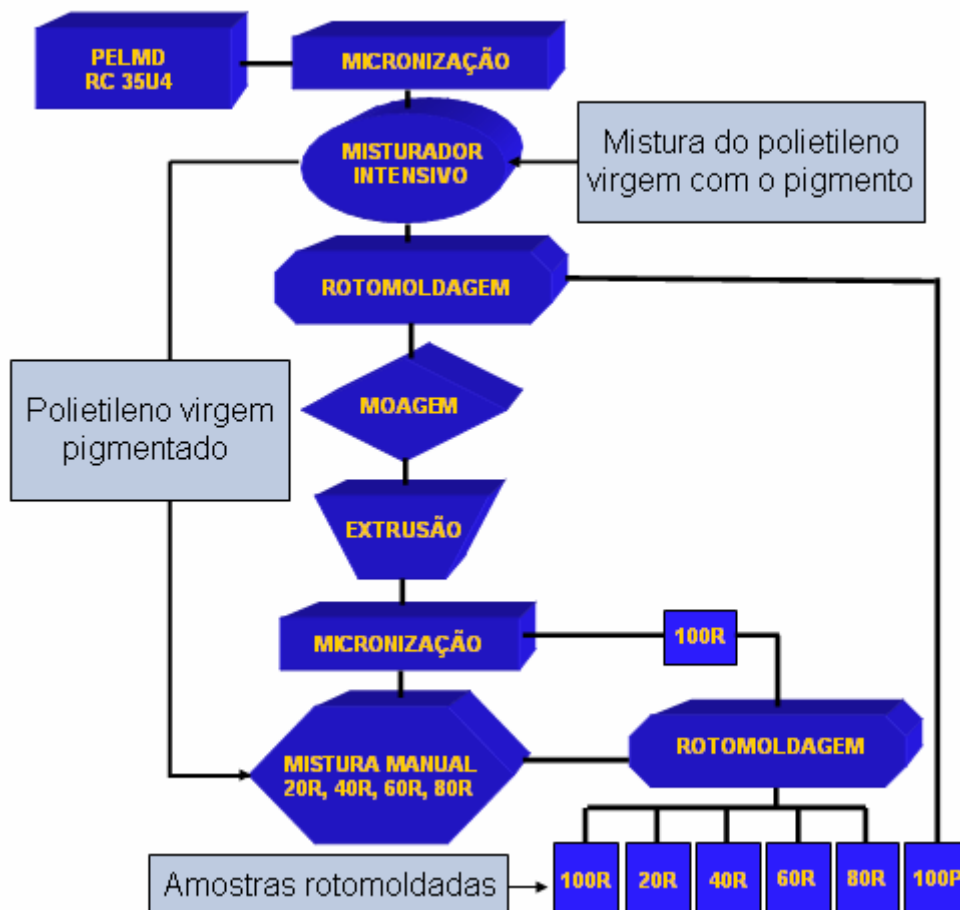 PELMD
RC 35U4
MICRONIZAÇÃO
MISTURADOR
INTENSIVO
Mistura do polietileno
virgem com o pigmento
ROTOMOLDAGEM
Polietileno virgem
pigmentado
MOAGEM
EXTRUSÃO
MICRONIZAÇÃO
100R
MISTURA MANUAL
20R, 40R, 60R, 80R
ROTOMOLDAGEM
Amostras rotomoldadas
100R
20R
40R
60R
80R
100P